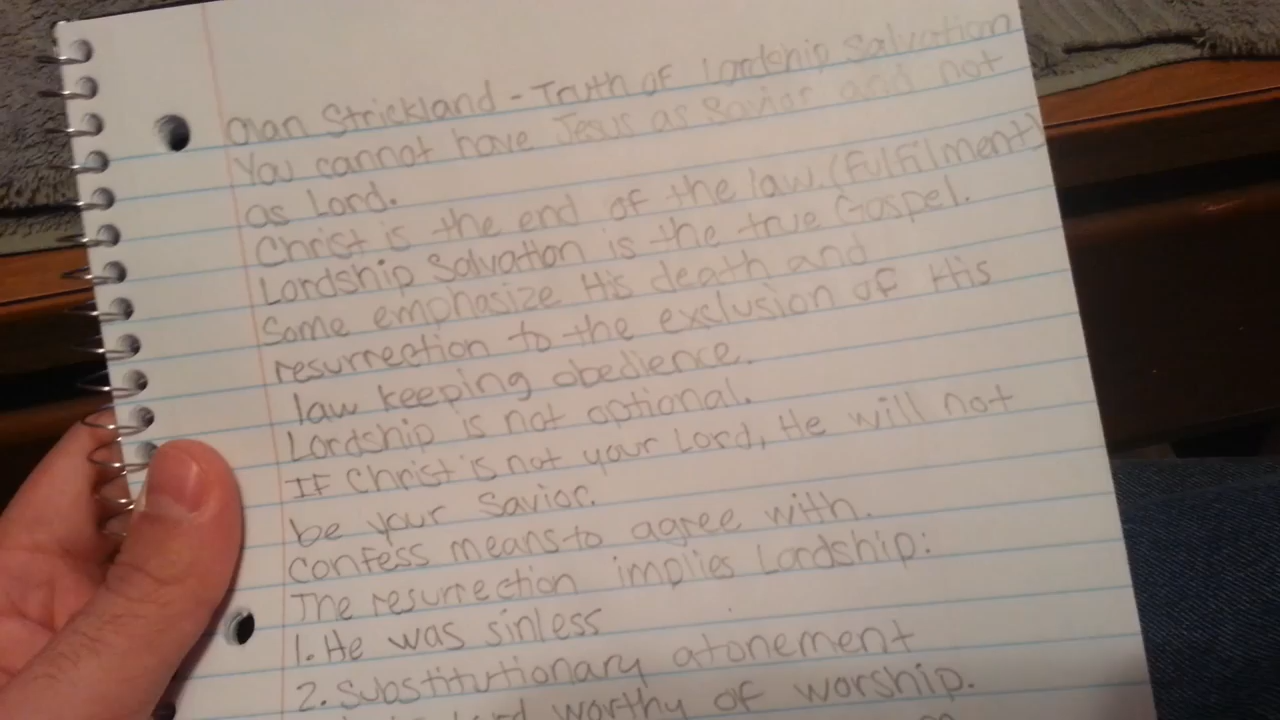 Strickland - Truth of Lordship Salvation
You cannot have Jesus as Savior and not
as Lord.
Christ is the end of the law. (Fulfilment)
Lordship Salvation is the true Gospel.
Some emphasize His death and
resurrection to the exclusion of His
law keeping obedience.
Lordship is not optional.
If Christ is not your Lord, He will not
be your Savior.
Confess means to agree with.
The resurrection implies Lordship:
1. He was sinless
2. Substitutionary atonement
worthy of worship.